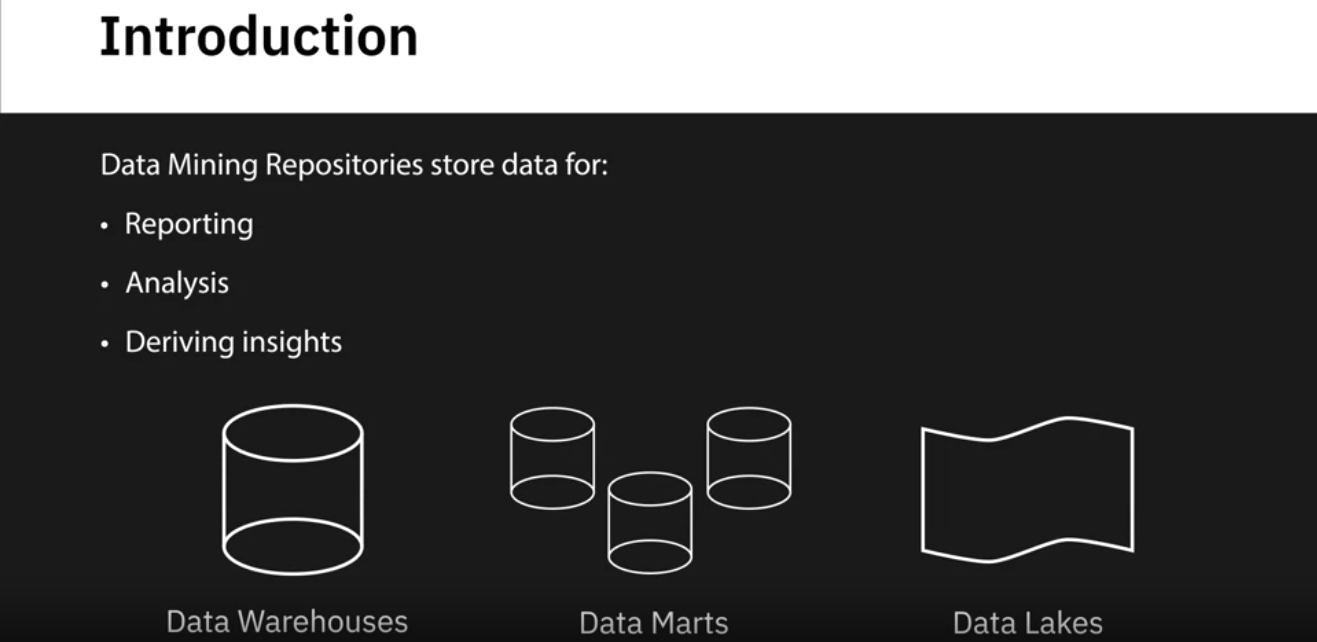 Introduction
Data Mining Repositories store data for:
• Reporting
• Analysis
• Deriving insights
Data Warehouses
Data Marts
Data Lakes